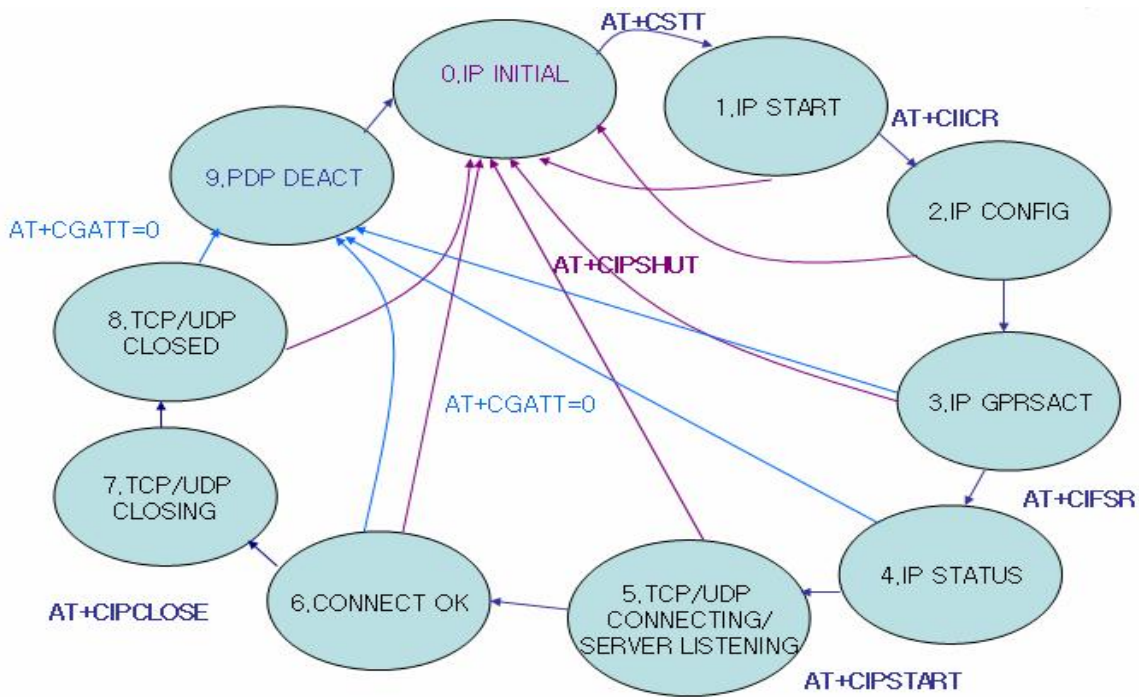 AT+CSTT
0,IP INITIAL
1,IP START
AT+CIICR
9,PDP DEACT
2,IP CONFIG
AT+CGATT=0
AT+CIPSHUT
8,TCP/UDP
CLOSED
AT+CGATT=0
3,IP GPRSACT
7,TCP/UDP
CLOSING
AT+CIFSR
4,IP STATUS
6,CONNECT OK
5,TCP/UDP
CONNECTING/
SERVER LISTENING
AT+CIPCLOSE
AT+CIPSTART